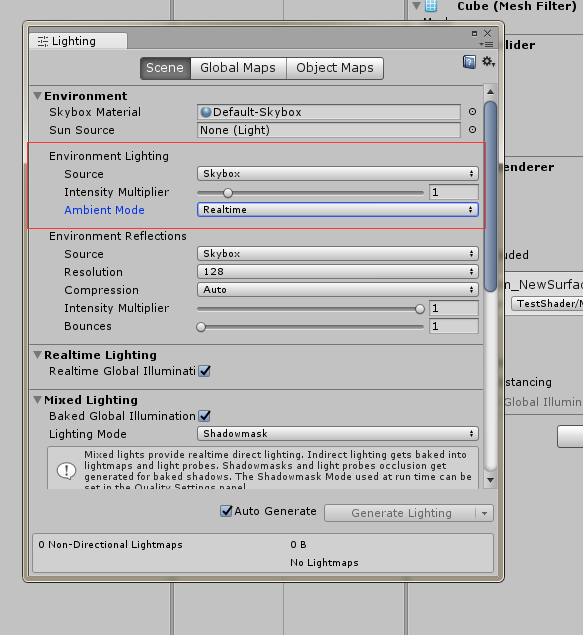 Cube (Mesh Filter)
Lighting
llider
Scene
Global Maps
Object Maps
Environment
Skybox Material
Default-Skybox
Sun Source
None (Light)
Environment Lighting
enderer
Source
Skybox
Intensity Multiplier
1
Ambient Mode
Realtime
Environment Reflections
Source
Skybox
uded
Resolution
128
Compression
Auto
m_NewSurfa
Intensity Multiplier
1
TestShader/N
Bounces
1
Realtime Lighting
Realtime Global Illuminati
stancing
Mixed Lighting
Global Illumin
Baked Global Illumination
Lighting Mode
Shadowmask
Mixed lights provide realtime direct lighting. Indirect lighting gets baked into
lightmaps and light probes. Shadowmasks and light probes occlusion get
generated for baked shadows. The Shadowmask Mode used at run time can be
set in the Quality Settings panel
Auto Generate
Generate Lighting
0 Non-Directional Lightmaps
0 B
No Lightmaps